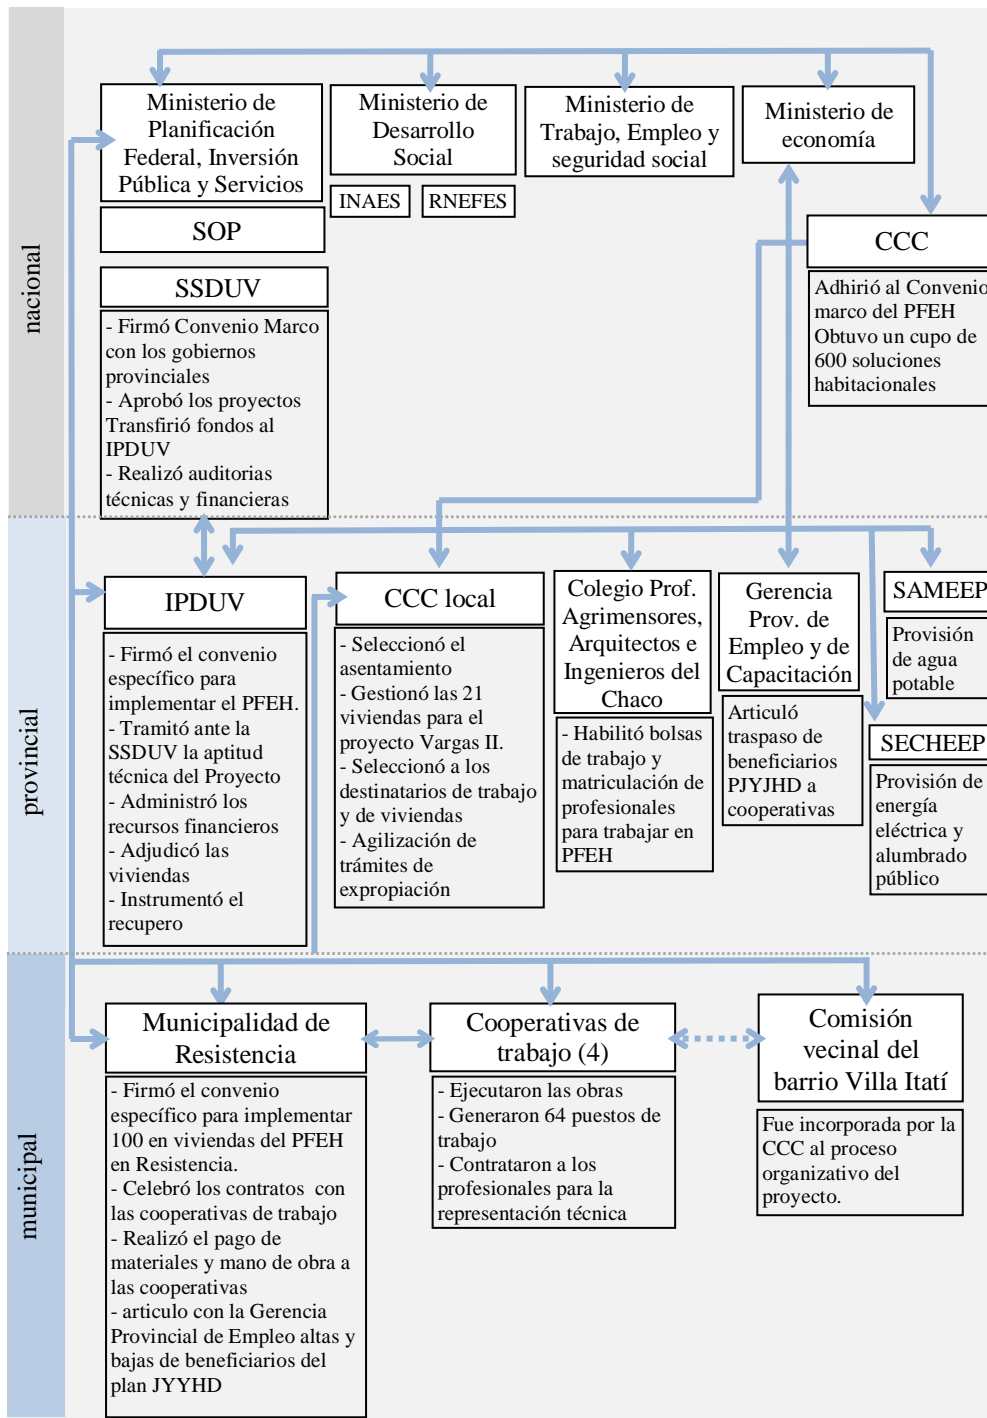 nacional
Ministerio de
Planificación
Federal, Inversión
Pública y Servicios
SOP
SSDUV
- Firmó Convenio Marco
con los gobiernos
provinciales
- Aprobó los proyectos
Transfirió fondos al
IPDUV
- Realizó auditorias
técnicas y financieras
Ministerio de
Desarrollo
Social
INAES
RNEFES
Ministerio de
Trabajo, Empleo y
seguridad social
Ministerio de
economía
CCC
Adhirió al Convenio
marco del PFEH
Obtuvo un cupo de
600 soluciones
habitacionales
provincial
IPDUV
- Firmó el convenio
específico para
implementar el PFEH.
- Tramitó ante la
SSDUV la aptitud
técnica del Proyecto
- Administró los
recursos financieros
- Adjudicó las
viviendas
- Instrumentó el
recupero
CCC local
- Seleccionó el
asentamiento
- Gestionó las 21
viviendas para el
proyecto Vargas II.
- Seleccionó a los
destinatarios de trabajo
y de viviendas
- Agilización de
trámites de
expropiación
Colegio Prof.
Agrimensores,
Arquitectos e
Ingenieros del
Chaco
- Habilitó bolsas
de trabajo y
matriculación de
profesionales
para trabajar en
PFEH
Gerencia
Prov. de
Empleo y de
Capacitación
Articuló
traspaso de
beneficiarios
PJYJHD a
cooperativas
SAMEEP
Provisión
de agua
potable
SECHEEP
Provisión de
energía
eléctrica y
alumbrado
público
municipal
Municipalidad de
Resistencia
- Firmó el convenio
específico para implementar
100 en viviendas del PFEH
en Resistencia.
- Celebró los contratos con
las cooperativas de trabajo
- Realizó el pago de
materiales y mano de obra a
las cooperativas
- articulo con la Gerencia
Provincial de Empleo altas y
bajas de beneficiarios del
plan JYYHD
Cooperativas de
trabajo (4)
- Ejecutaron las obras
- Generaron 64 puestos de
trabajo
- Contrataron a los
profesionales para la
representación técnica
Comisión
vecinal del
barrio Villa Itatí
Fue incorporada por la
CCC al proceso
organizativo del
proyecto.